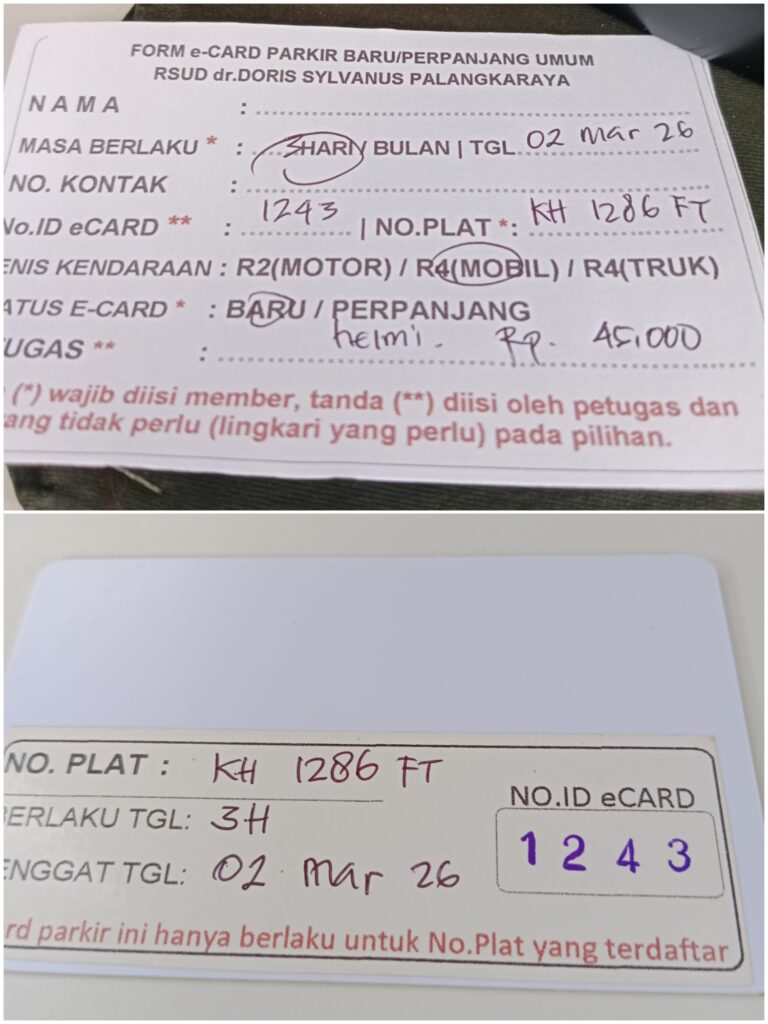 FORM e-CARD PARKIR BARU/PERPANJANG UMUM
RSUD dr.DORIS SYLVANUS PALANGKARAYA
NAMA :
MASA BERLAKU * : 3HARI/ BULAN | TGL 02 Mar 26
NO. KONTAK :
No.ID eCARD ** : 1243 | NO.PLAT *: KH 1286 FT
ENIS KENDARAAN : R2(MOTOR) / R4(MOBIL) / R4(TRUK)
ATUS E-CARD * : BARU / PERPANJANG
UGAS ** : helmi. Rp. 45.000
(*) wajib diisi member, tanda (**) diisi oleh petugas dan
ang tidak perlu (lingkari yang perlu) pada pilihan.
NO. PLAT : KH 1286 FT
NO.ID eCARD
1243
BERLAKU TGL: 3H
ENGGAT TGL: 02 Mar 26
rd parkir ini hanya berlaku untuk No.Plat yang terdaftar